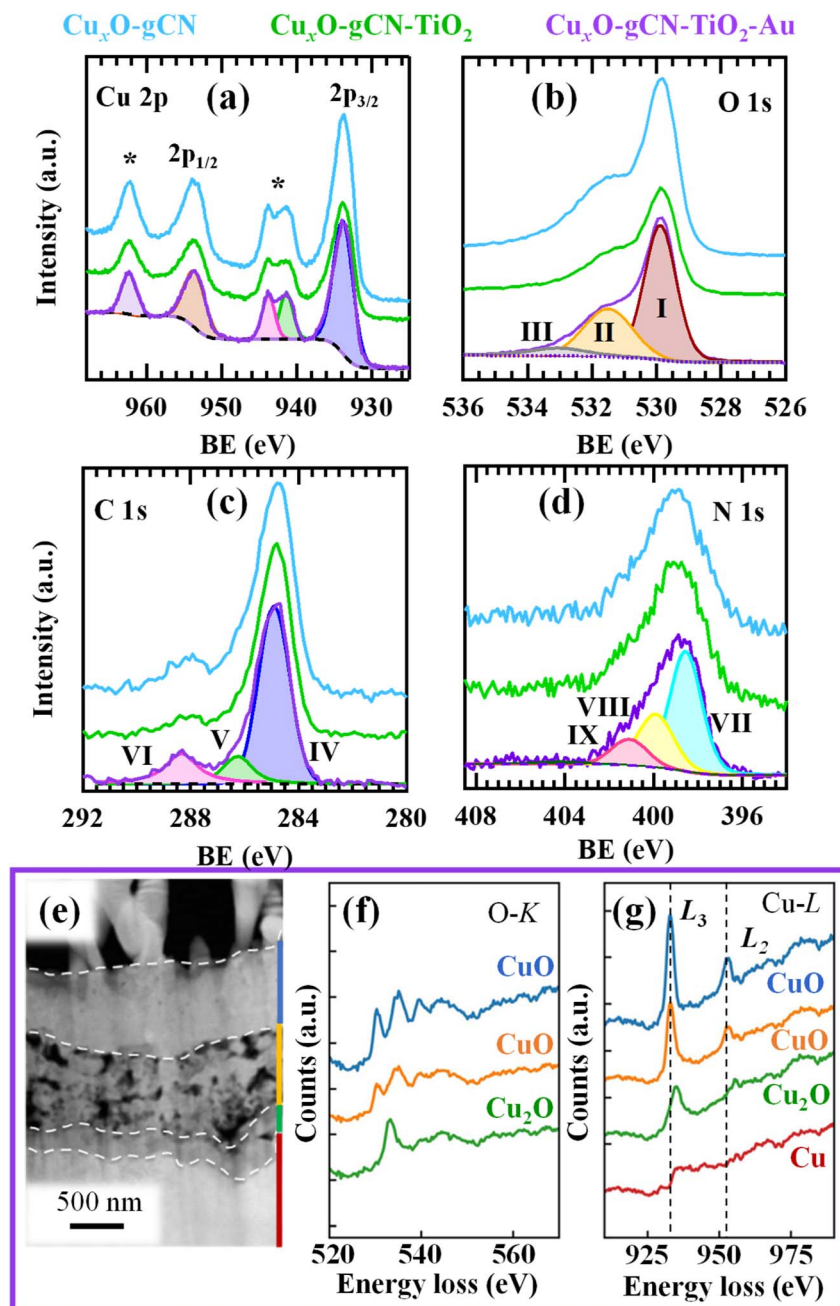 CuxO-gCN CuxO-gCN-TiO2 CuxO-gCN-TiO2-Au
Cu 2p (a) 2p3/2
* 2p1/2 *
Intensity (a.u.)
960 950 940 930
BE (eV)
(b) O 1s
III II I
536 534 532 530 528 526
BE (eV)
C 1s (c)
Intensity (a.u.)
VI V IV
292 288 284 280
BE (eV)
(d) N 1s
VIII
IX VII
408 404 400 396
BE (eV)
(e)
500 nm
(f) O-K
CuO
CuO
Cu2O
Counts (a.u.)
520 540 560
Energy loss (eV)
(g) Cu-L
L3
L2
CuO
CuO
Cu2O
Cu
Counts (a.u.)
925 950 975
Energy loss (eV)